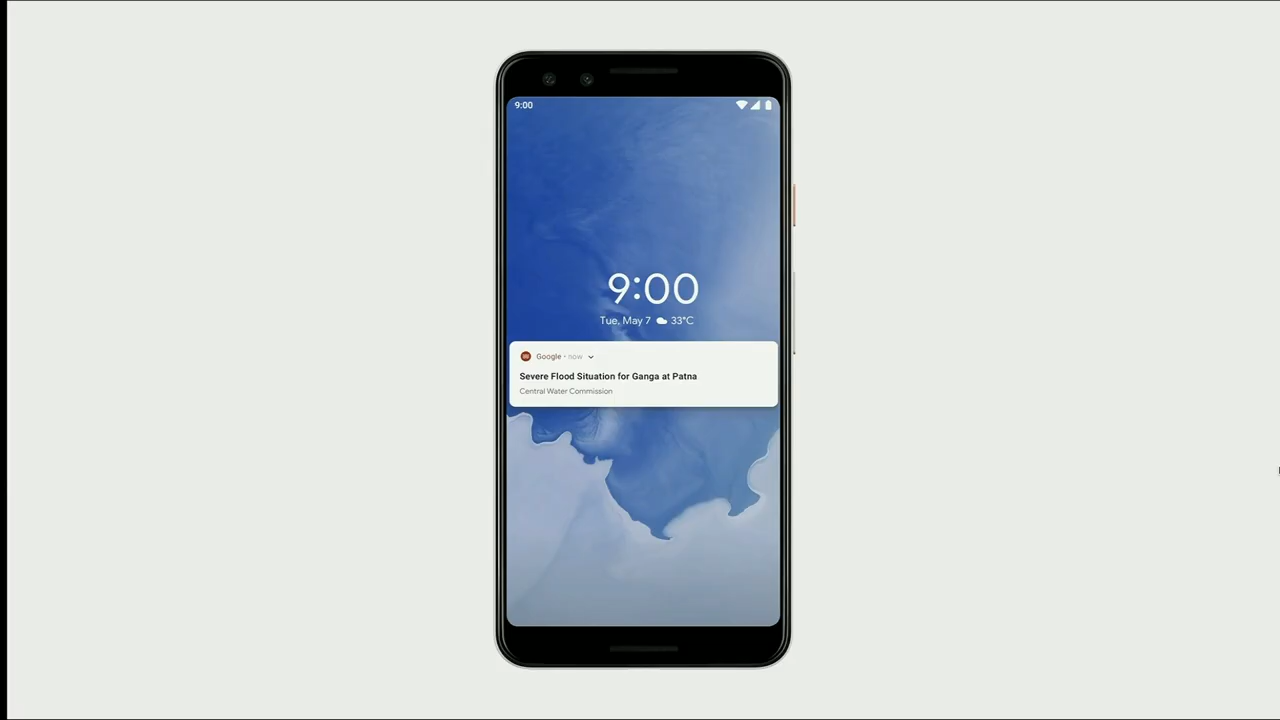 9:00
9:00
Tue, May 7 33°C
Google • now
Severe Flood Situation for Ganga at Patna
Central Water Commission